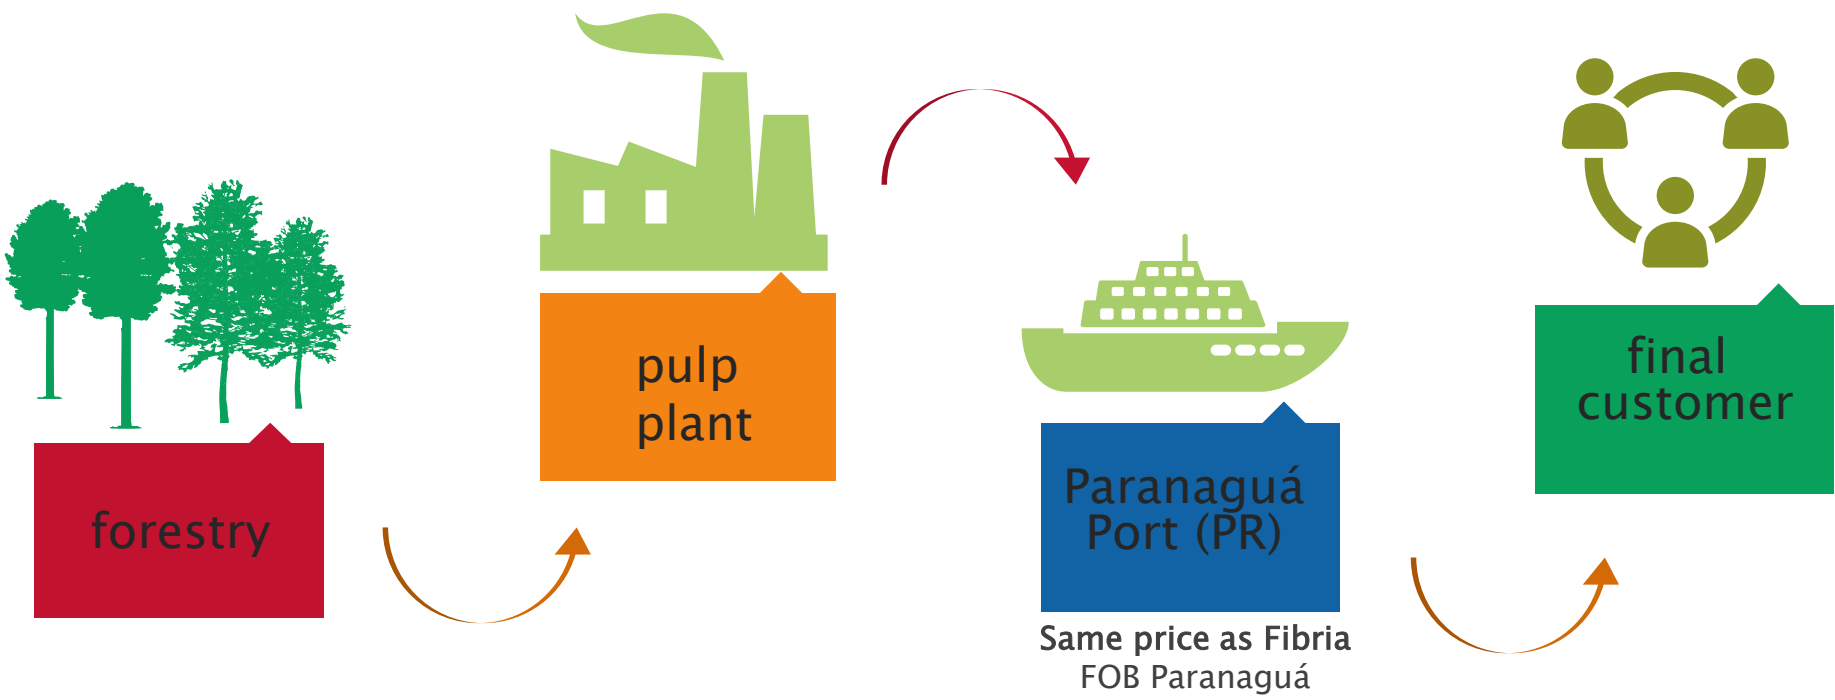 forestry
pulp
plant
Paranaguá
Port (PR)
Same price as Fibria
FOB Paranaguá
final
customer